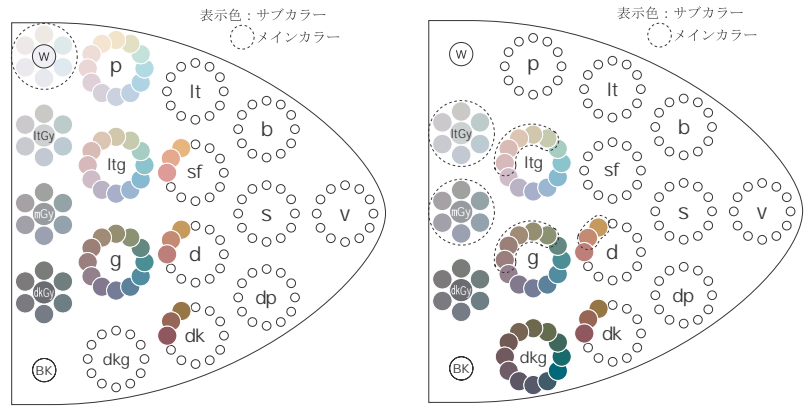 表示色：サブカラー
メインカラー
W
p
lt
b
ltGy
ltg
sf
mGy
s
v
g
d
dkGy
dp
dk
dkg
BK
表示色：サブカラー
メインカラー
W
p
lt
b
ltGy
ltg
sf
mGy
s
v
g
d
dkGy
dp
dk
dkg
BK